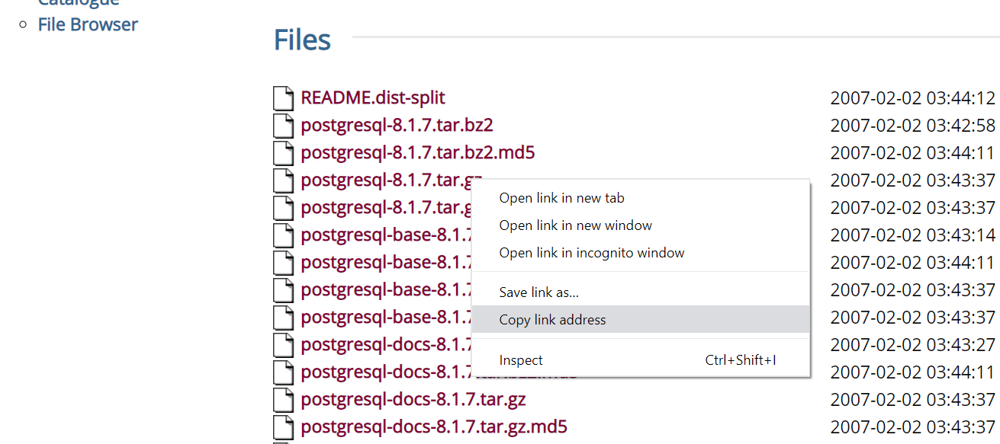 Catalogue
File Browser
Files
README.dist-split 2007-02-02 03:44:12
postgresql-8.1.7.tar.bz2 2007-02-02 03:42:58
postgresql-8.1.7.tar.bz2.md5 2007-02-02 03:44:11
postgresql-8.1.7.tar.gz 2007-02-02 03:43:37
postgresql-8.1.7.tar.g 2007-02-02 03:43:37
postgresql-base-8.1.7 2007-02-02 03:43:14
postgresql-base-8.1.7 2007-02-02 03:44:11
postgresql-base-8.1.7 2007-02-02 03:43:37
postgresql-base-8.1.7 2007-02-02 03:43:37
postgresql-docs-8.1.7 2007-02-02 03:43:27
postgresql-docs-8.1.7.tar.bz2.md5 2007-02-02 03:44:11
postgresql-docs-8.1.7.tar.gz 2007-02-02 03:43:37
postgresql-docs-8.1.7.tar.gz.md5 2007-02-02 03:43:37
Open link in new tab
Open link in new window
Open link in incognito window
Save link as...
Copy link address
Inspect Ctrl+Shift+I